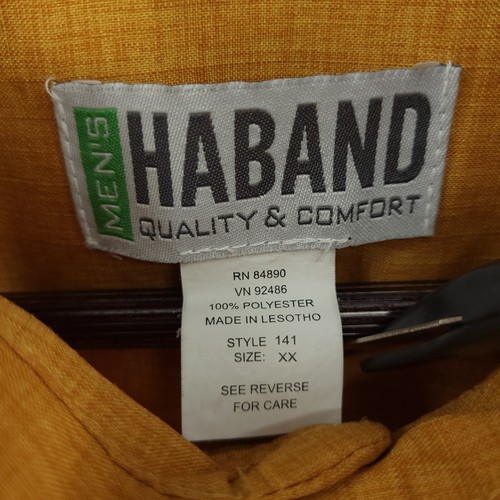 MEN'S
HABAND
QUALITY & COMFORT
RN 84890
VN 92486
100% POLYESTER
MADE IN LESOTHO
STYLE 141
SIZE: XX
SEE REVERSE
FOR CARE